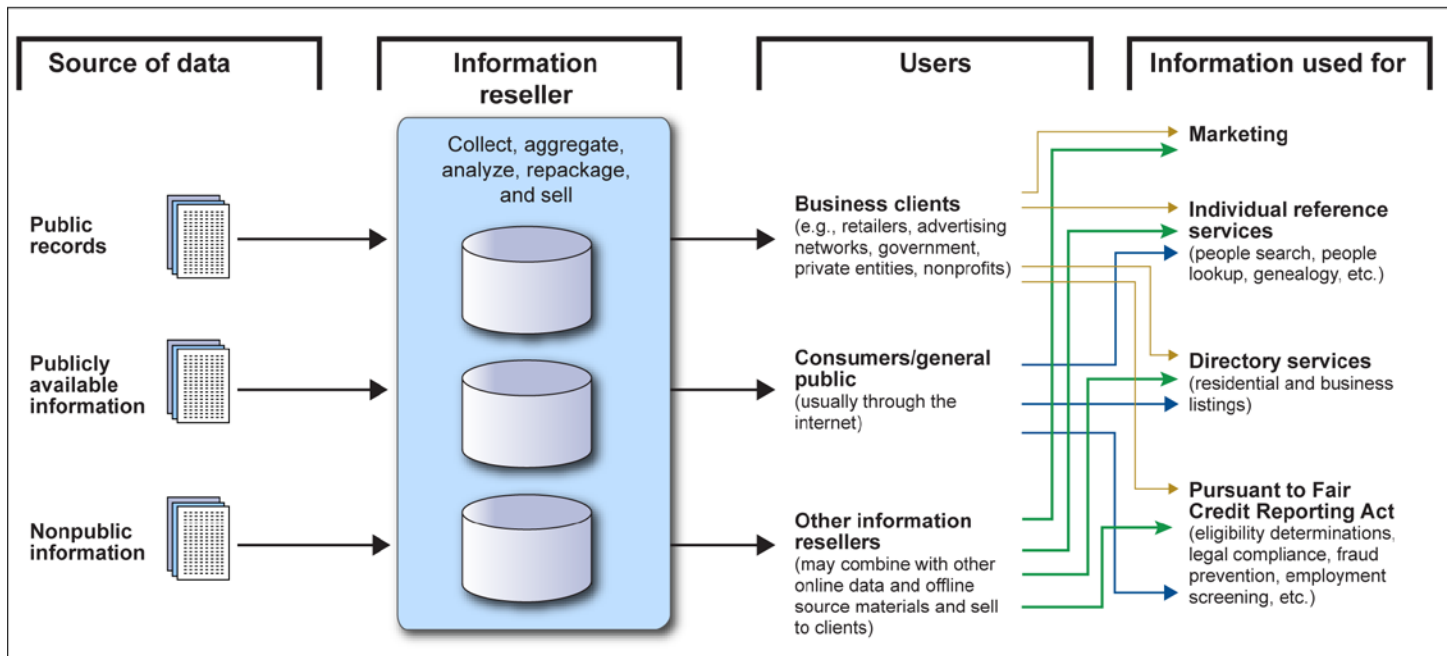 Source of data
Information
reseller
Users
Information used for
Public
records
Publicly
available
information
Nonpublic
information
Collect, aggregate,
analyze, repackage,
and sell
Business clients
(e.g., retailers, advertising
networks, government,
private entities, nonprofits)
Consumers/general
public
(usually through the
internet)
Other information
resellers
(may combine with other
online data and offline
source materials and sell
to clients)
Marketing
Individual reference
services
(people search, people
lookup, genealogy, etc.)
Directory services
(residential and business
listings)
Pursuant to Fair
Credit Reporting Act
(eligibility determinations,
legal compliance, fraud
prevention, employment
screening, etc.)